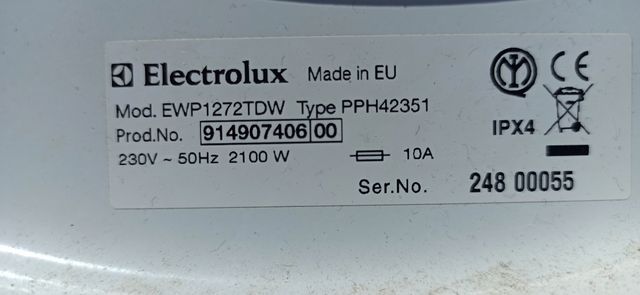 Electrolux Made in EU
Mod. EWP1272TDW Type PPH42351
Prod.No. 914907406 00
IPX4
230V ~ 50Hz 2100 W 10A
Ser.No. 248 00055